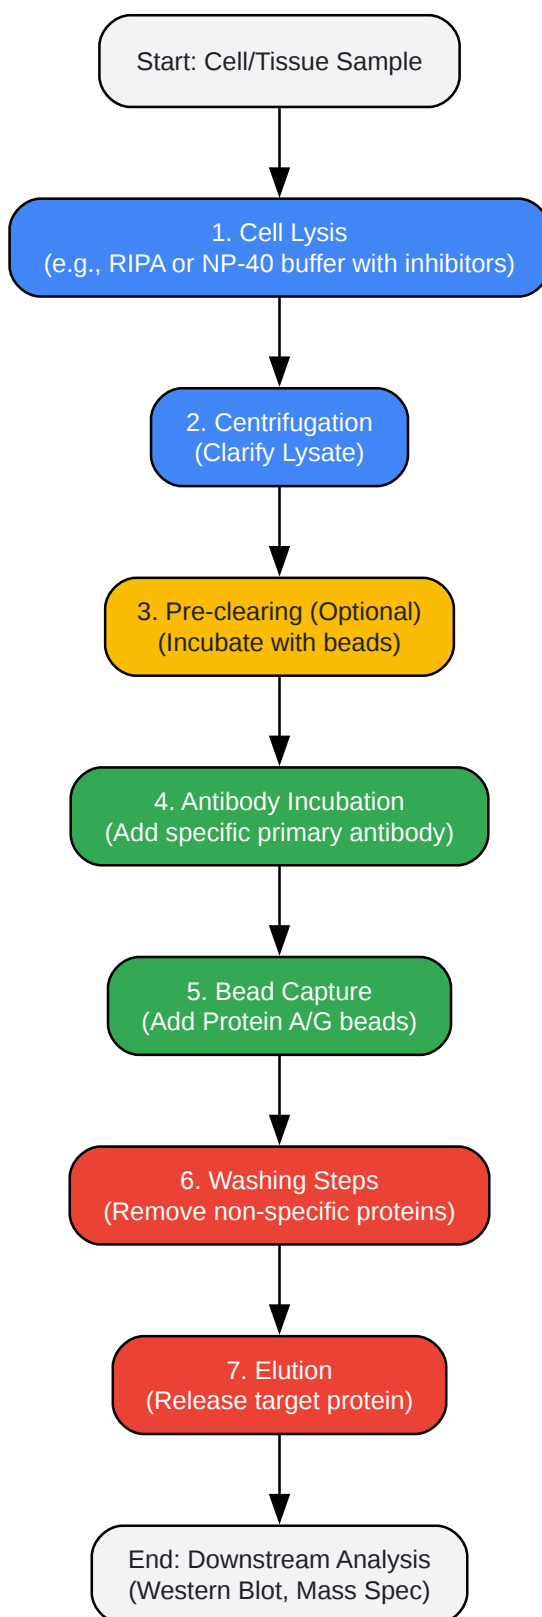 Start: Cell/Tissue Sample
1. Cell Lysis
(e.g., RIPA or NP-40 buffer with inhibitors)
2. Centrifugation
(Clarify Lysate)
3. Pre-clearing (Optional)
(Incubate with beads)
4. Antibody Incubation
(Add specific primary antibody)
5. Bead Capture
(Add Protein A/G beads)
6. Washing Steps
(Remove non-specific proteins)
7. Elution
(Release target protein)
End: Downstream Analysis
(Western Blot, Mass Spec)